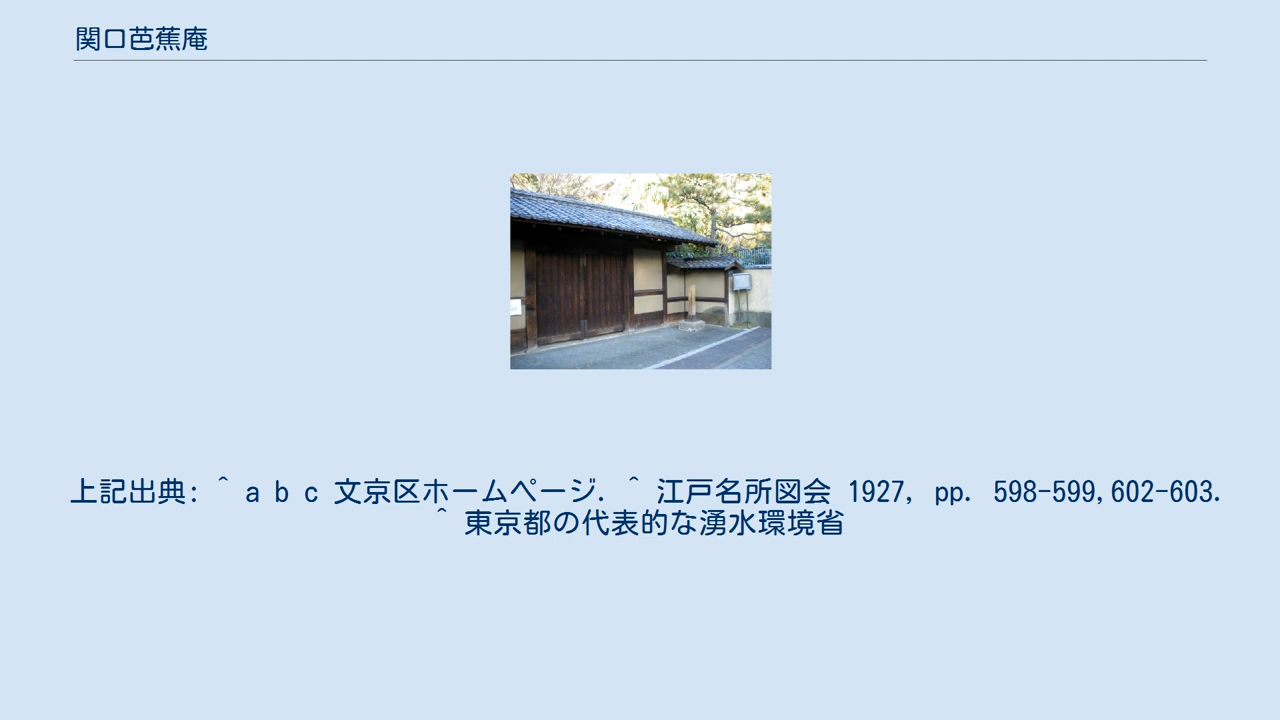 関口芭蕉庵
上記出典: ^ a b c 文京区ホームページ. ^ 江戸名所図会 1927, pp. 598-599,602-603.
^ 東京都の代表的な湧水環境省